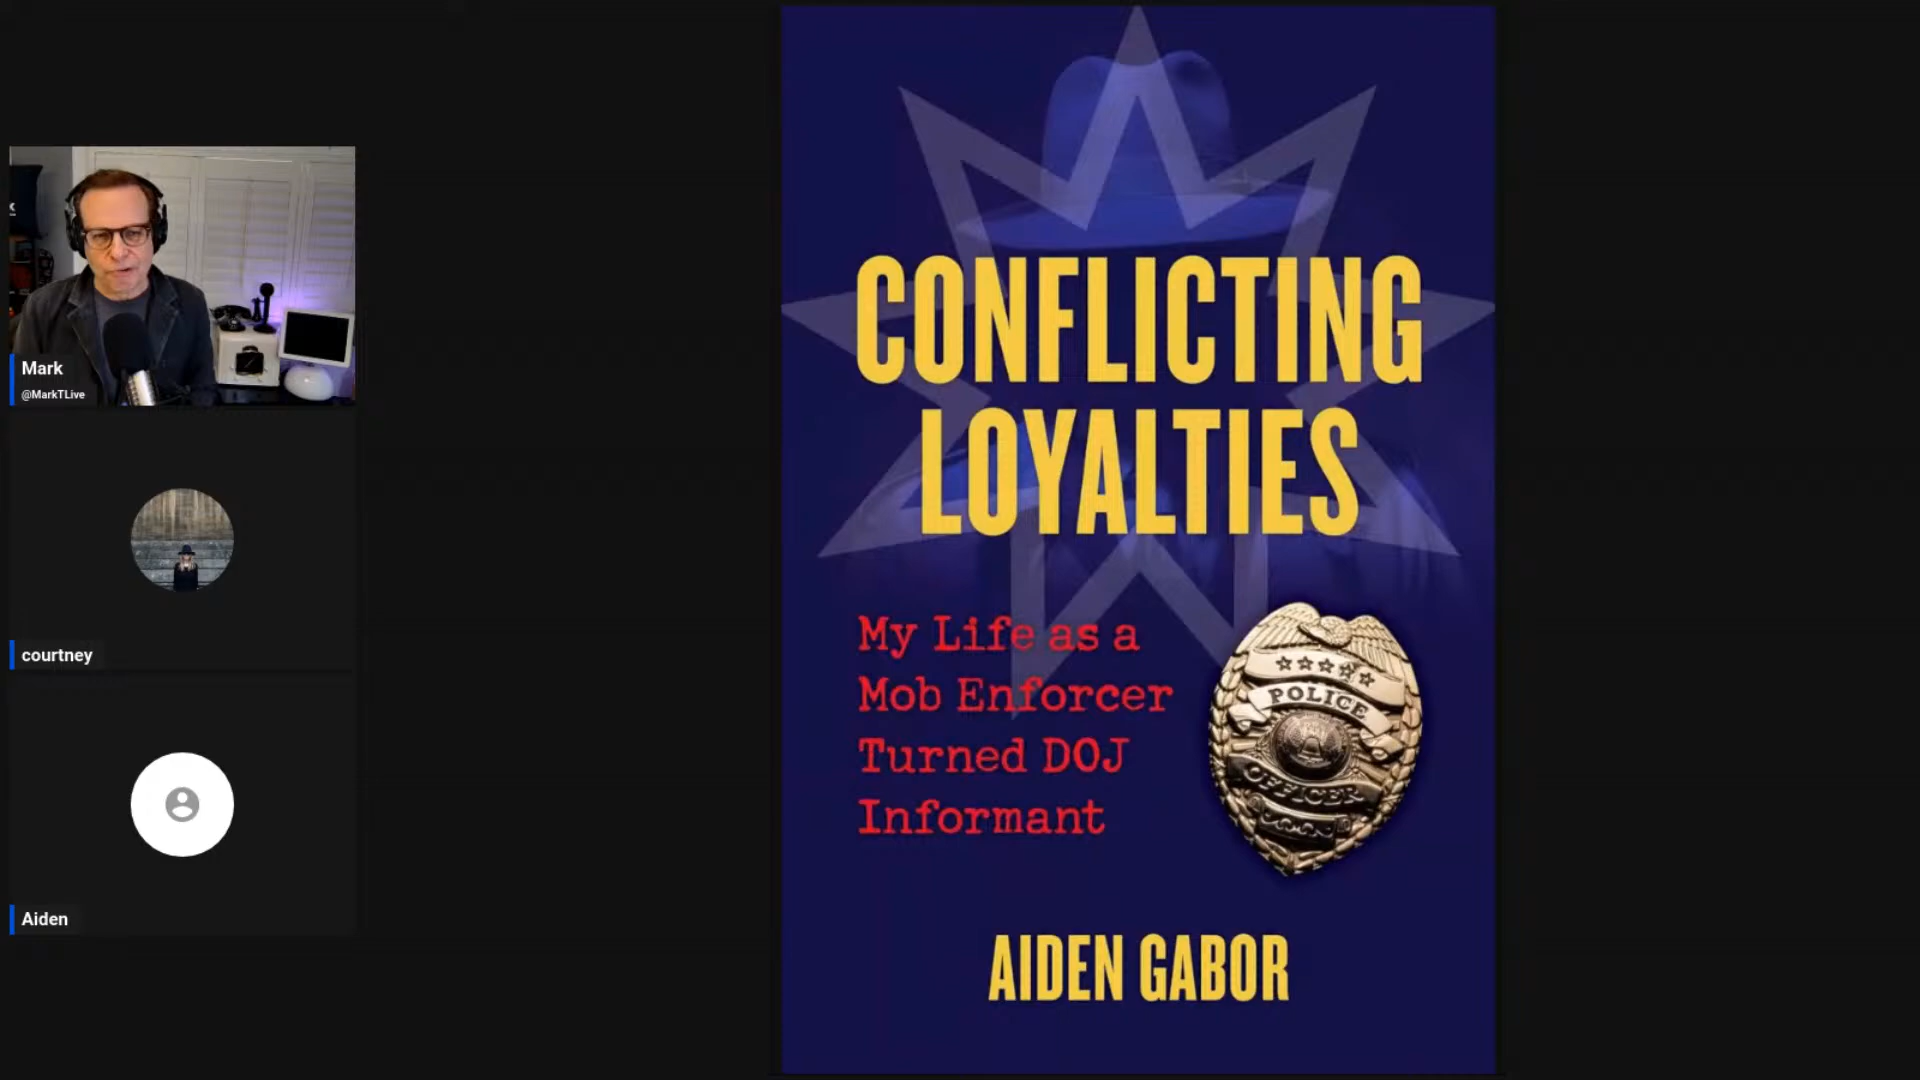 Mark
@MarkTLive
courtney
Aiden
CONFLICTING
LOYALTIES
My Life as a
Mob Enforcer
Turned DOJ
Informant
POLICE
OFFICER
AIDEN GABOR